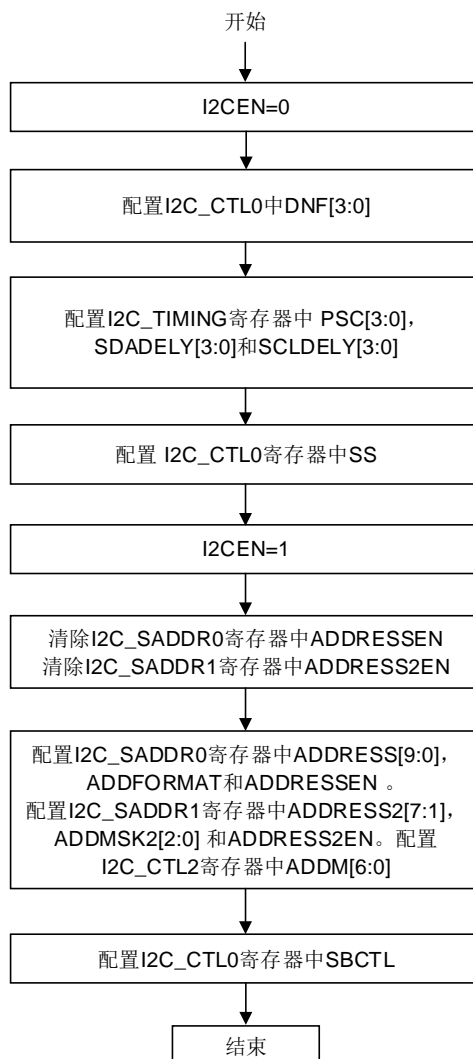 开始
I2CEN=0
配置I2C_CTL0中DNF[3:0]
配置I2C_TIMING寄存器中 PSC[3:0]，
SDADELY[3:0]和SCLDELY[3:0]
配置 I2C_CTL0寄存器中SS
I2CEN=1
清除I2C_SADDR0寄存器中ADDRESSEN
清除I2C_SADDR1寄存器中ADDRESS2EN
配置I2C_SADDR0寄存器中ADDRESS[9:0]，
ADDFORMAT和ADDRESSEN 。
配置I2C_SADDR1寄存器中ADDRESS2[7:1]，
ADDMSK2[2:0] 和ADDRESS2EN。配置
I2C_CTL2寄存器中ADDM[6:0]
配置I2C_CTL0寄存器中SBCTL
结束